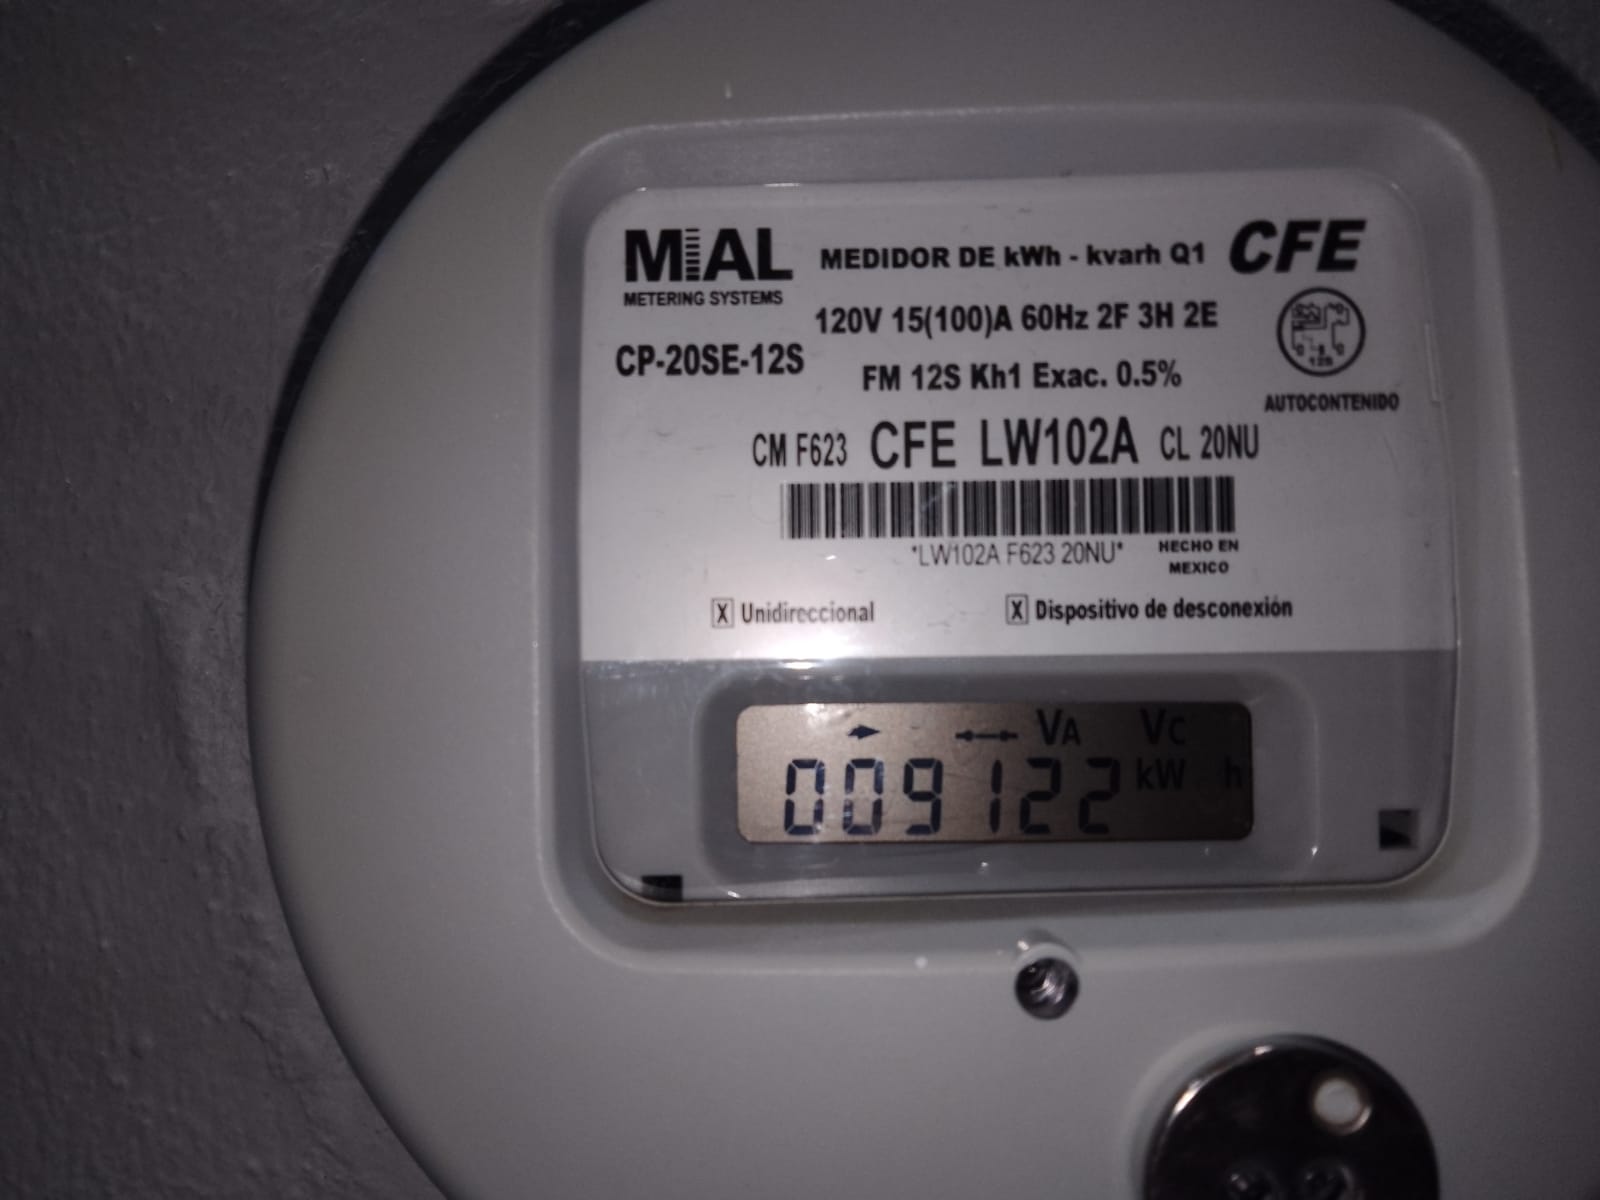 MIAL
METERING SYSTEMS
MEDIDOR DE kWh - kvarh Q1
CFE
120V 15(100)A 60Hz 2F 3H 2E
CP-20SE-12S
FM 12S Kh1 Exac. 0.5%
12S
AUTOCONTENIDO
CM F623 CFE LW102A CL 20NU
*LW102A F623 20NU*
HECHO EN
MEXICO
X Unidireccional
X Dispositivo de desconexión
VA VC
009122 kW h